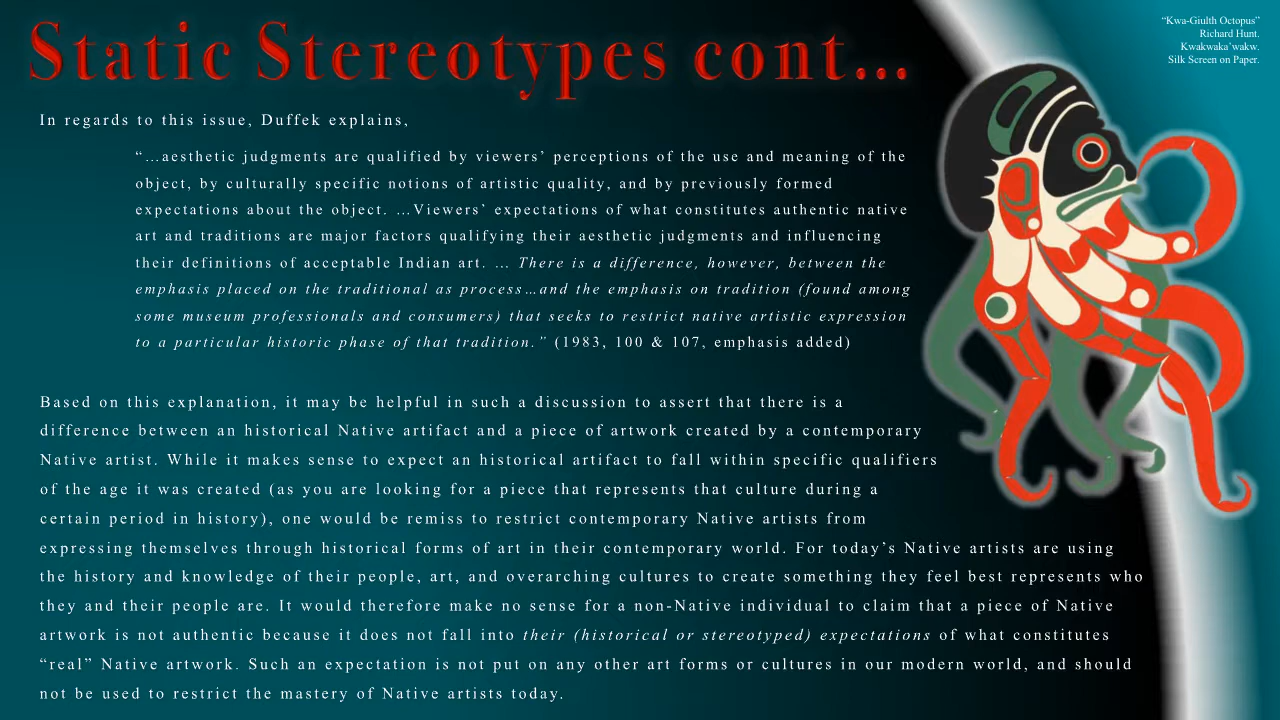 Static Stereotypes cont...
“Kwa-Giulth Octopus”
Richard Hunt.
Kwakwaka’wakw.
Silk Screen on Paper.
In regards to this issue, Duffek explains,
“…aesthetic judgments are qualified by viewers’ perceptions of the use and meaning of the
object, by culturally specific notions of artistic quality, and by previously formed
expectations about the object. …Viewers’ expectations of what constitutes authentic native
art and traditions are major factors qualifying their aesthetic judgments and influencing
their definitions of acceptable Indian art. … There is a difference, however, between the
emphasis placed on the traditional as process…and the emphasis on tradition (found among
some museum professionals and consumers) that seeks to restrict native artistic expression
to a particular historic phase of that tradition.” (1983, 100 & 107, emphasis added)
Based on this explanation, it may be helpful in such a discussion to assert that there is a
difference between an historical Native artifact and a piece of artwork created by a contemporary
Native artist. While it makes sense to expect an historical artifact to fall within specific qualifiers
of the age it was created (as you are looking for a piece that represents that culture during a
certain period in history), one would be remiss to restrict contemporary Native artists from
expressing themselves through historical forms of art in their contemporary world. For today’s Native artists are using
the history and knowledge of their people, art, and overarching cultures to create something they feel best represents who
they and their people are. It would therefore make no sense for a non-Native individual to claim that a piece of Native
artwork is not authentic because it does not fall into their (historical or stereotyped) expectations of what constitutes
“real” Native artwork. Such an expectation is not put on any other art forms or cultures in our modern world, and should
not be used to restrict the mastery of Native artists today.